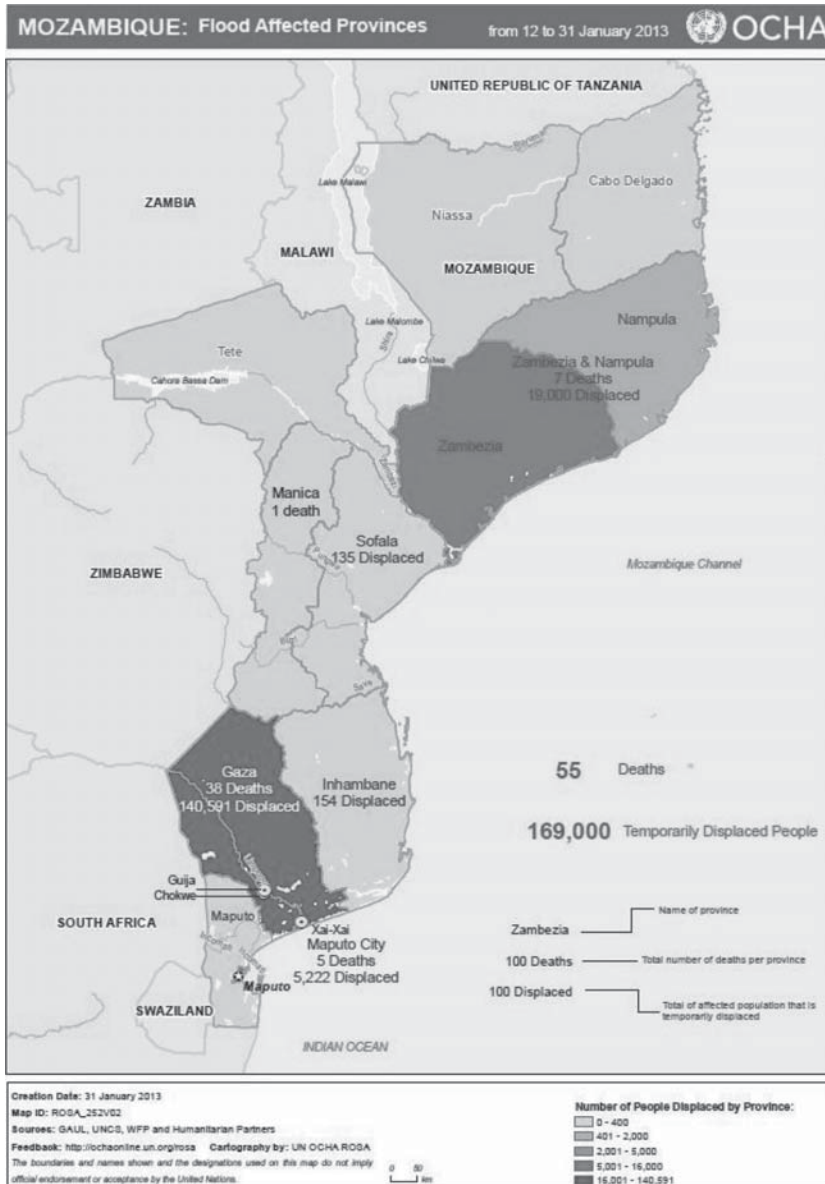 MOZAMBIQUE: Flood Affected Provinces from 12 to 31 January 2013 OCHA
UNITED REPUBLIC OF TANZANIA
Cabo Delgado
Lake Malawi
ZAMBIA
Niassa
MALAWI
MOZAMBIQUE
Lake Malombe
Nampula
Shire
Tete
Lake Chilwa
Zambezia & Nampula
7 Deaths
19,000 Displaced
Cahora Bassa Dam
Zambezia
Manica
1 death
Sofala
135 Displaced
ZIMBABWE
Mozambique Channel
Save
Gaza
38 Deaths
140,591 Displaced
Inhambane
154 Displaced
55 Deaths
169,000 Temporarily Displaced People
Guija
Chokwe
Maputo
SOUTH AFRICA
Xai-Xai
Maputo City
5 Deaths
5,222 Displaced
Maputo
SWAZILAND
INDIAN OCEAN
Name of province
Zambezia
100 Deaths Total number of deaths per province
100 Displaced
Total of affected population that is
temporarily displaced
Creation Date: 31 January 2013
Map ID: ROSA_252V02
Sources: GAUL, UNCS, WFP and Humanitarian Partners
Feedback: http://ochaonline.un.org/rosa Cartography by: UN OCHA ROSA
The boundaries and names shown and the designations used on this map do not imply
official endorsement or acceptance by the United Nations.
0 50
km
Number of People Displaced by Province:
0 - 400
401 - 2,000
2,001 - 5,000
5,001 - 16,000
16,001 - 140,591